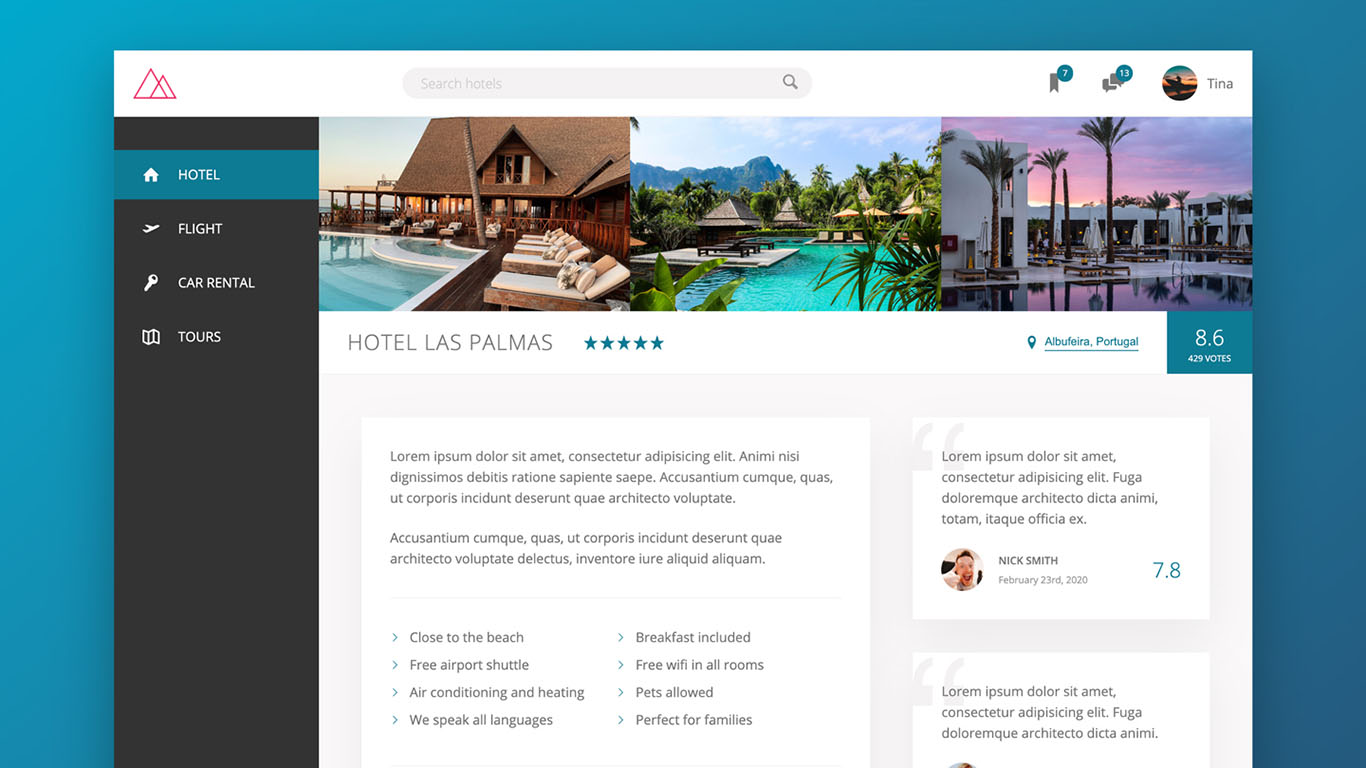 Search hotels
7
13
Tina
HOTEL
FLIGHT
CAR RENTAL
TOURS
HOTEL LAS PALMAS
Albufeira, Portugal
8.6
429 VOTES
Lorem ipsum dolor sit amet, consectetur adipisicing elit. Animi nisi
dignissimos debitis ratione sapiente saepe. Accusantium cumque, quas,
ut corporis incidunt deserunt quae architecto voluptate.
Accusantium cumque, quas, ut corporis incidunt deserunt quae
architecto voluptate delectus, inventore iure aliquid aliquam.
Close to the beach
Free airport shuttle
Air conditioning and heating
We speak all languages
Breakfast included
Free wifi in all rooms
Pets allowed
Perfect for families
“
Lorem ipsum dolor sit amet,
consectetur adipisicing elit. Fuga
doloremque architecto dicta animi,
totam, itaque officia ex.
NICK SMITH
February 23rd, 2020
7.8
“
Lorem ipsum dolor sit amet,
consectetur adipisicing elit. Fuga
doloremque architecto dicta animi.